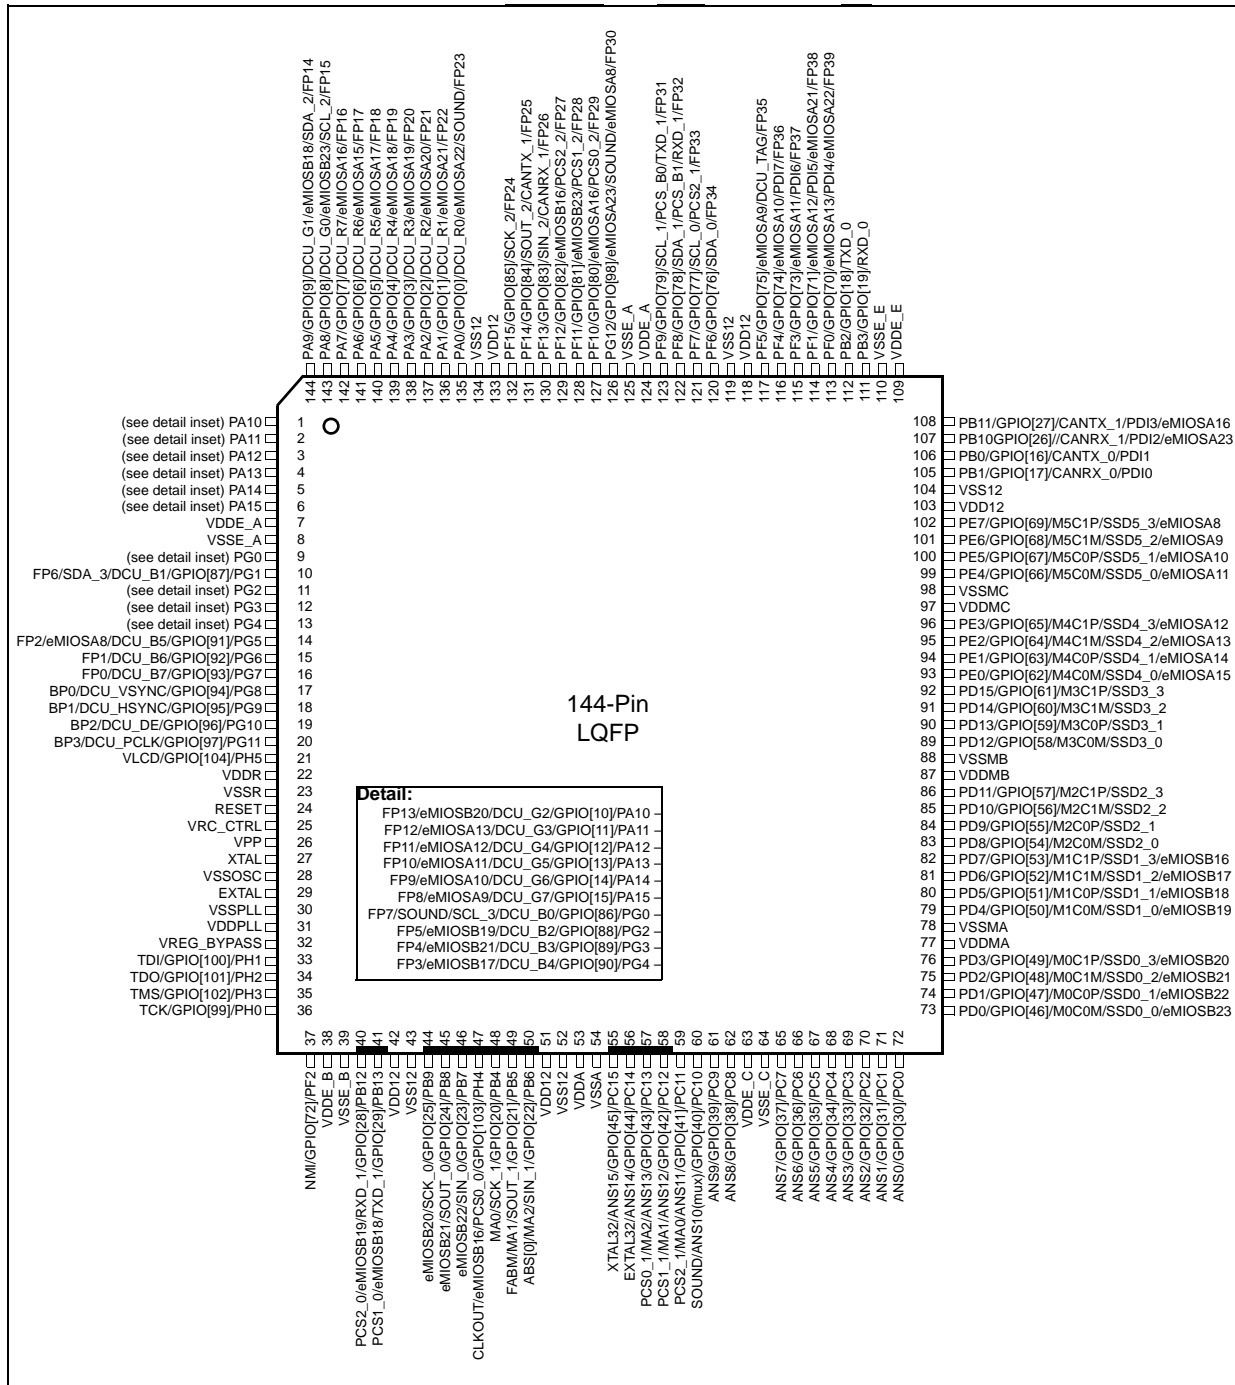 PA9/GPIO[9]/DCU_G1/eMIOSB18/SDA_2/FP14
PA8/GPIO[8]/DCU_G0/eMIOSB23/SCL_2/FP15
PA7/GPIO[7]/DCU_R7/eMIOSA16/FP16
PA6/GPIO[6]/DCU_R6/eMIOSA15/FP17
PA5/GPIO[5]/DCU_R5/eMIOSA17/FP18
PA4/GPIO[4]/DCU_R4/eMIOSA18/FP19
PA3/GPIO[3]/DCU_R3/eMIOSA19/FP20
PA2/GPIO[2]/DCU_R2/eMIOSA20/FP21
PA1/GPIO[1]/DCU_R1/eMIOSA21/FP22
PA0/GPIO[0]/DCU_R0/eMIOSA22/SOUND/FP23
VSS12
VDD12
PF15/GPIO[85]/SCK_2/FP24
PF14/GPIO[84]/SOUT_2/CANTX_1/FP25
PF13/GPIO[83]/SIN_2/CANRX_1/FP26
PF12/GPIO[82]/eMIOSB16/PCS2_2/FP27
PF11/GPIO[81]/eMIOSB23/PCS1_2/FP28
PF10/GPIO[80]/eMIOSA16/PCS0_2/FP29
PG12/GPIO[98]/eMIOSA23/SOUND/eMIOSA8/FP30
VSSE_A
VDDE_A
PF9/GPIO[79]/SCL_1/PCS_B0/TXD_1/FP31
PF8/GPIO[78]/SDA_1/PCS_B1/RXD_1/FP32
PF7/GPIO[77]/SCL_0/PCS2_1/FP33
PF6/GPIO[76]/SDA_0/FP34
VSS12
VDD12
PF5/GPIO[75]/eMIOSA9/DCU_TAG/FP35
PF4/GPIO[74]/eMIOSA10/PDI7/FP36
PF3/GPIO[73]/eMIOSA11/PDI6/FP37
PF1/GPIO[71]/eMIOSA12/PDI5/eMIOSA21/FP38
PF0/GPIO[70]/eMIOSA13/PDI4/eMIOSA22/FP39
PB2/GPIO[18]/TXD_0
PB3/GPIO[19]/RXD_0
VSSE_E
VDDE_E
144 143 142 141 140 139 138 137 136 135 134 133 132 131 130 129 128 127 126 125 124 123 122 121 120 119 118 117 116 115 114 113 112 111 110 109
(see detail inset) PA10 1
(see detail inset) PA11 2
(see detail inset) PA12 3
(see detail inset) PA13 4
(see detail inset) PA14 5
(see detail inset) PA15 6
VDDE_A 7
VSSE_A 8
(see detail inset) PG0 9
FP6/SDA_3/DCU_B1/GPIO[87]/PG1 10
(see detail inset) PG2 11
(see detail inset) PG3 12
(see detail inset) PG4 13
FP2/eMIOSA8/DCU_B5/GPIO[91]/PG5 14
FP1/DCU_B6/GPIO[92]/PG6 15
FP0/DCU_B7/GPIO[93]/PG7 16
BP0/DCU_VSYNC/GPIO[94]/PG8 17
BP1/DCU_HSYNC/GPIO[95]/PG9 18
BP2/DCU_DE/GPIO[96]/PG10 19
BP3/DCU_PCLK/GPIO[97]/PG11 20
VLCD/GPIO[104]/PH5 21
VDDR 22
VSSR 23
RESET 24
VRC_CTRL 25
VPP 26
XTAL 27
VSSOSC 28
EXTAL 29
VSSPLL 30
VDDPLL 31
VREG_BYPASS 32
TDI/GPIO[100]/PH1 33
TDO/GPIO[101]/PH2 34
TMS/GPIO[102]/PH3 35
TCK/GPIO[99]/PH0 36
144-Pin
LQFP
Detail:
FP13/eMIOSB20/DCU_G2/GPIO[10]/PA10
FP12/eMIOSA13/DCU_G3/GPIO[11]/PA11
FP11/eMIOSA12/DCU_G4/GPIO[12]/PA12
FP10/eMIOSA11/DCU_G5/GPIO[13]/PA13
FP9/eMIOSA10/DCU_G6/GPIO[14]/PA14
FP8/eMIOSA9/DCU_G7/GPIO[15]/PA15
FP7/SOUND/SCL_3/DCU_B0/GPIO[86]/PG0
FP5/eMIOSB19/DCU_B2/GPIO[88]/PG2
FP4/eMIOSB21/DCU_B3/GPIO[89]/PG3
FP3/eMIOSB17/DCU_B4/GPIO[90]/PG4
108 PB11/GPIO[27]/CANTX_1/PDI3/eMIOSA16
107 PB10GPIO[26]//CANRX_1/PDI2/eMIOSA23
106 PB0/GPIO[16]/CANTX_0/PDI1
105 PB1/GPIO[17]/CANRX_0/PDI0
104 VSS12
103 VDD12
102 PE7/GPIO[69]/M5C1P/SSD5_3/eMIOSA8
101 PE6/GPIO[68]/M5C1M/SSD5_2/eMIOSA9
100 PE5/GPIO[67]/M5C0P/SSD5_1/eMIOSA10
99 PE4/GPIO[66]/M5C0M/SSD5_0/eMIOSA11
98 VSSMC
97 VDDMC
96 PE3/GPIO[65]/M4C1P/SSD4_3/eMIOSA12
95 PE2/GPIO[64]/M4C1M/SSD4_2/eMIOSA13
94 PE1/GPIO[63]/M4C0P/SSD4_1/eMIOSA14
93 PE0/GPIO[62]/M4C0M/SSD4_0/eMIOSA15
92 PD15/GPIO[61]/M3C1P/SSD3_3
91 PD14/GPIO[60]/M3C1M/SSD3_2
90 PD13/GPIO[59]/M3C0P/SSD3_1
89 PD12/GPIO[58/M3C0M/SSD3_0
88 VSSMB
87 VDDMB
86 PD11/GPIO[57]/M2C1P/SSD2_3
85 PD10/GPIO[56]/M2C1M/SSD2_2
84 PD9/GPIO[55]/M2C0P/SSD2_1
83 PD8/GPIO[54]/M2C0M/SSD2_0
82 PD7/GPIO[53]/M1C1P/SSD1_3/eMIOSB16
81 PD6/GPIO[52]/M1C1M/SSD1_2/eMIOSB17
80 PD5/GPIO[51]/M1C0P/SSD1_1/eMIOSB18
79 PD4/GPIO[50]/M1C0M/SSD1_0/eMIOSB19
78 VSSMA
77 VDDMA
76 PD3/GPIO[49]/M0C1P/SSD0_3/eMIOSB20
75 PD2/GPIO[48]/M0C1M/SSD0_2/eMIOSB21
74 PD1/GPIO[47]/M0C0P/SSD0_1/eMIOSB22
73 PD0/GPIO[46]/M0C0M/SSD0_0/eMIOSB23
37 38 39 40 41 42 43 44 45 46 47 48 49 50 51 52 53 54 55 56 57 58 59 60 61 62 63 64 65 66 67 68 69 70 71 72
NMI/GPIO[72]/PF2
VDDE_B
VSSE_B
PCS2_0/eMIOSB19/RXD_1/GPIO[28]/PB12
PCS1_0/eMIOSB18/TXD_1/GPIO[29]/PB13
VDD12
VSS12
eMIOSB20/SCK_0/GPIO[25]/PB9
eMIOSB21/SOUT_0/GPIO[24]/PB8
eMIOSB22/SIN_0/GPIO[23]/PB7
CLKOUT/eMIOSB16/PCS0_0/GPIO[103]/PH4
MA0/SCK_1/GPIO[20]/PB4
FABM/MA1/SOUT_1/GPIO[21]/PB5
ABS[0]/MA2/SIN_1/GPIO[22]/PB6
VDD12
VSS12
VDDA
VSSA
XTAL32/ANS15/GPIO[45]/PC15
EXTAL32/ANS14/GPIO[44]/PC14
PCS0_1/MA2/ANS13/GPIO[43]/PC13
PCS1_1/MA1/ANS12/GPIO[42]/PC12
PCS2_1/MA0/ANS11/GPIO[41]/PC11
SOUND/ANS10(mux)/GPIO[40]/PC10
ANS9/GPIO[39]/PC9
ANS8/GPIO[38]/PC8
VDDE_C
VSSE_C
ANS7/GPIO[37]/PC7
ANS6/GPIO[36]/PC6
ANS5/GPIO[35]/PC5
ANS4/GPIO[34]/PC4
ANS3/GPIO[33]/PC3
ANS2/GPIO[32]/PC2
ANS1/GPIO[31]/PC1
ANS0/GPIO[30]/PC0